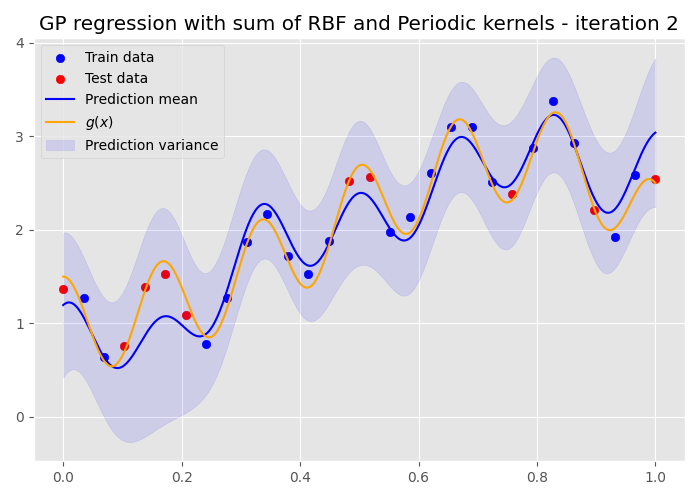 GP regression with sum of RBF and Periodic kernels - iteration 2
Train data
Test data
Prediction mean
g(x)
Prediction variance
4
3
2
1
0
0.0 0.2 0.4 0.6 0.8 1.0